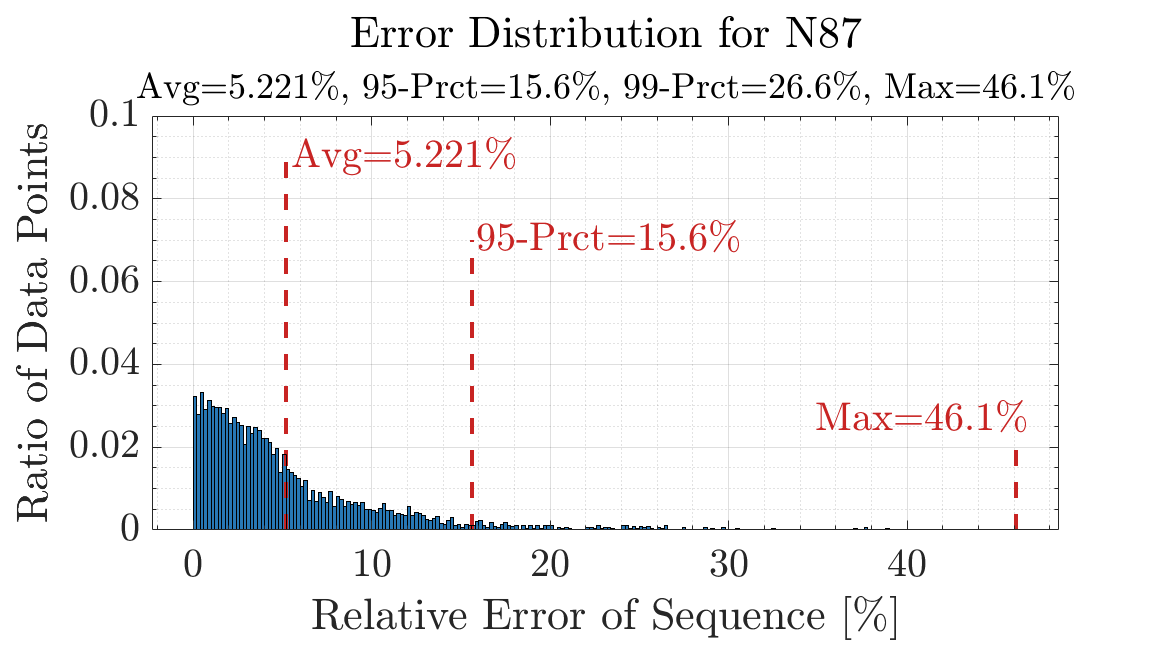 Error Distribution for N87
Avg=5.221%, 95-Prct=15.6%, 99-Prct=26.6%, Max=46.1%
Ratio of Data Points
0.1
0.08
0.06
0.04
0.02
0
Avg=5.221%
95-Prct=15.6%
Max=46.1%
0 10 20 30 40
Relative Error of Sequence [%]